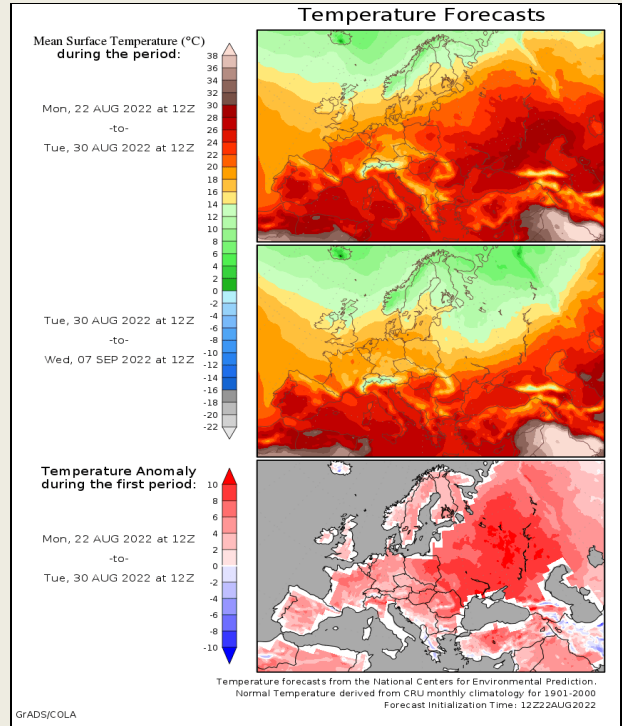 Temperature Forecasts
Mean Surface Temperature (°C)
during the period:
Mon, 22 AUG 2022 at 12Z
-to-
Tue, 30 AUG 2022 at 12Z
38
36
34
32
30
28
26
24
22
20
18
16
14
12
10
8
6
4
2
0
-2
-4
-6
-8
-10
-12
-14
-16
-18
-20
-22
Tue, 30 AUG 2022 at 12Z
-to-
Wed, 07 SEP 2022 at 12Z
Temperature Anomaly
during the first period:
Mon, 22 AUG 2022 at 12Z
-to-
Tue, 30 AUG 2022 at 12Z
10
8
6
4
2
0
-2
-4
-6
-8
-10
Temperature forecasts from the National Centers for Environmental Prediction.
Normal Temperature derived from CRU monthly climatology for 1901-2000
Forecast Initialization Time: 12Z22AUG2022
GrADS/COLA